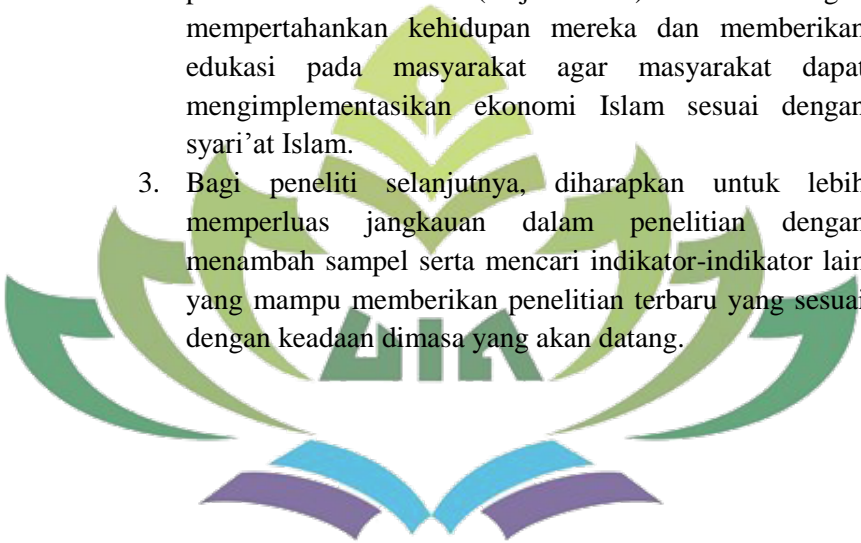 mempertahankan kehidupan mereka dan memberikan
edukasi pada masyarakat agar masyarakat dapat
mengimplementasikan ekonomi Islam sesuai dengan
syari’at Islam.
3. Bagi peneliti selanjutnya, diharapkan untuk lebih
memperluas jangkauan dalam penelitian dengan
menambah sampel serta mencari indikator-indikator lain
yang mampu memberikan penelitian terbaru yang sesuai
dengan keadaan dimasa yang akan datang.
UIN